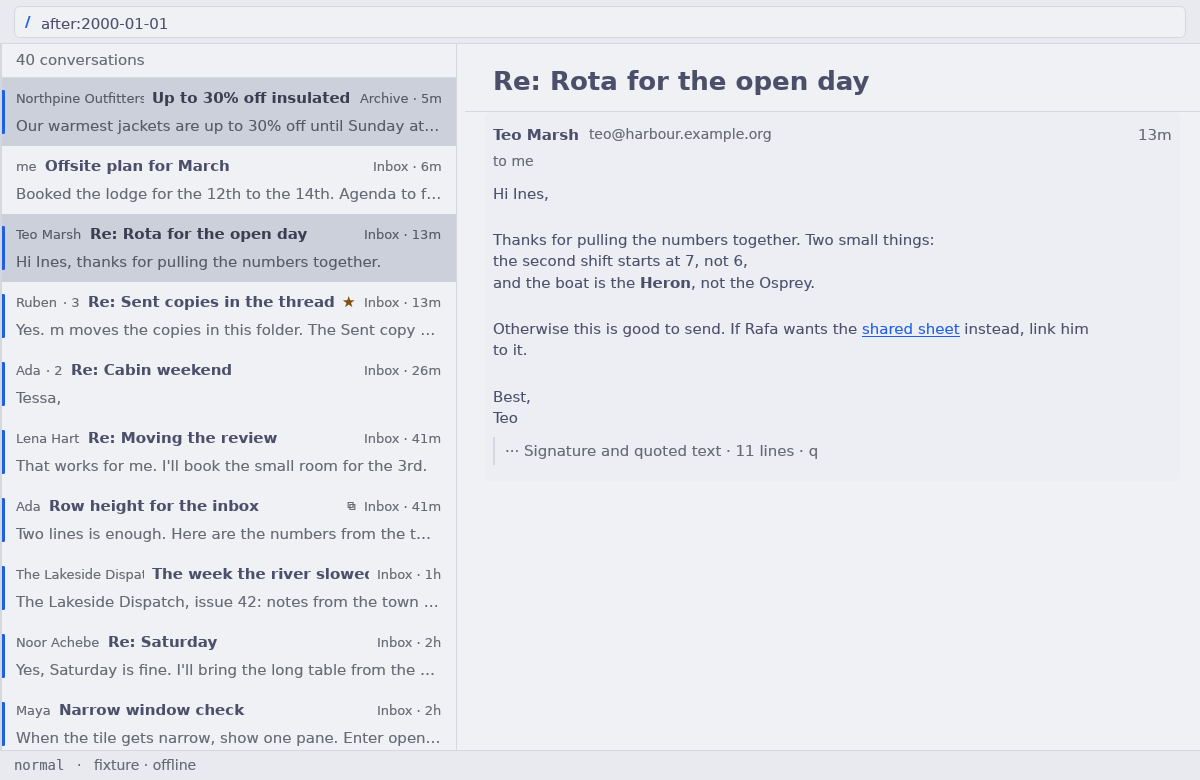 / after:2000-01-01
40 conversations
Northpine Outfitters Up to 30% off insulated Archive · 5m
Our warmest jackets are up to 30% off until Sunday at…
me Offsite plan for March Inbox · 6m
Booked the lodge for the 12th to the 14th. Agenda to f…
Teo Marsh Re: Rota for the open day Inbox · 13m
Hi Ines, thanks for pulling the numbers together.
Ruben · 3 Re: Sent copies in the thread ★ Inbox · 13m
Yes. m moves the copies in this folder. The Sent copy …
Ada · 2 Re: Cabin weekend Inbox · 26m
Tessa,
Lena Hart Re: Moving the review Inbox · 41m
That works for me. I'll book the small room for the 3rd.
Ada Row height for the inbox ⧉ Inbox · 41m
Two lines is enough. Here are the numbers from the t…
The Lakeside Dispat The week the river slowed Inbox · 1h
The Lakeside Dispatch, issue 42: notes from the town …
Noor Achebe Re: Saturday Inbox · 2h
Yes, Saturday is fine. I'll bring the long table from the …
Maya Narrow window check Inbox · 2h
When the tile gets narrow, show one pane. Enter open…
Re: Rota for the open day
Teo Marsh teo@harbour.example.org 13m
to me
Hi Ines,
Thanks for pulling the numbers together. Two small things:
the second shift starts at 7, not 6,
and the boat is the Heron, not the Osprey.
Otherwise this is good to send. If Rafa wants the shared sheet instead, link him
to it.
Best,
Teo
··· Signature and quoted text · 11 lines · q
normal · fixture · offline